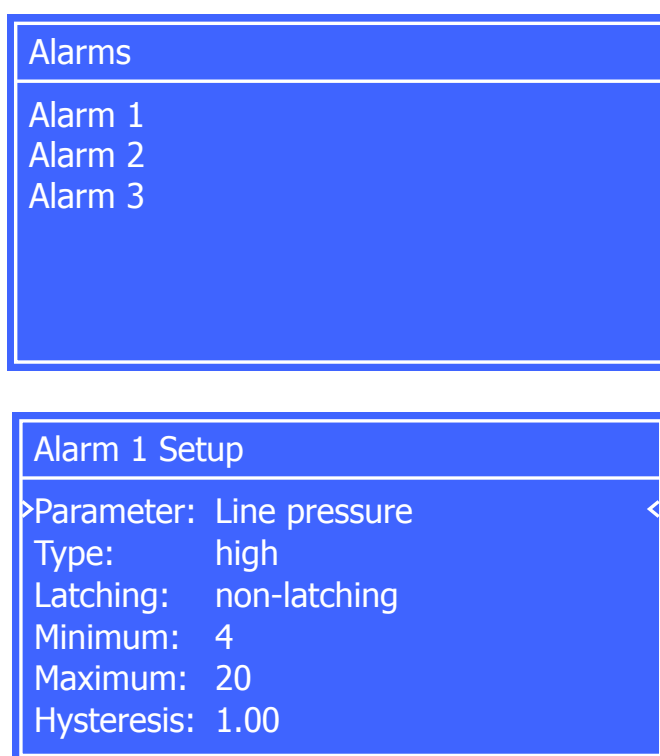 Alarms
Alarm 1
Alarm 2
Alarm 3
Alarm 1 Setup
>Parameter: Line pressure <
Type: high
Latching: non-latching
Minimum: 4
Maximum: 20
Hysteresis: 1.00